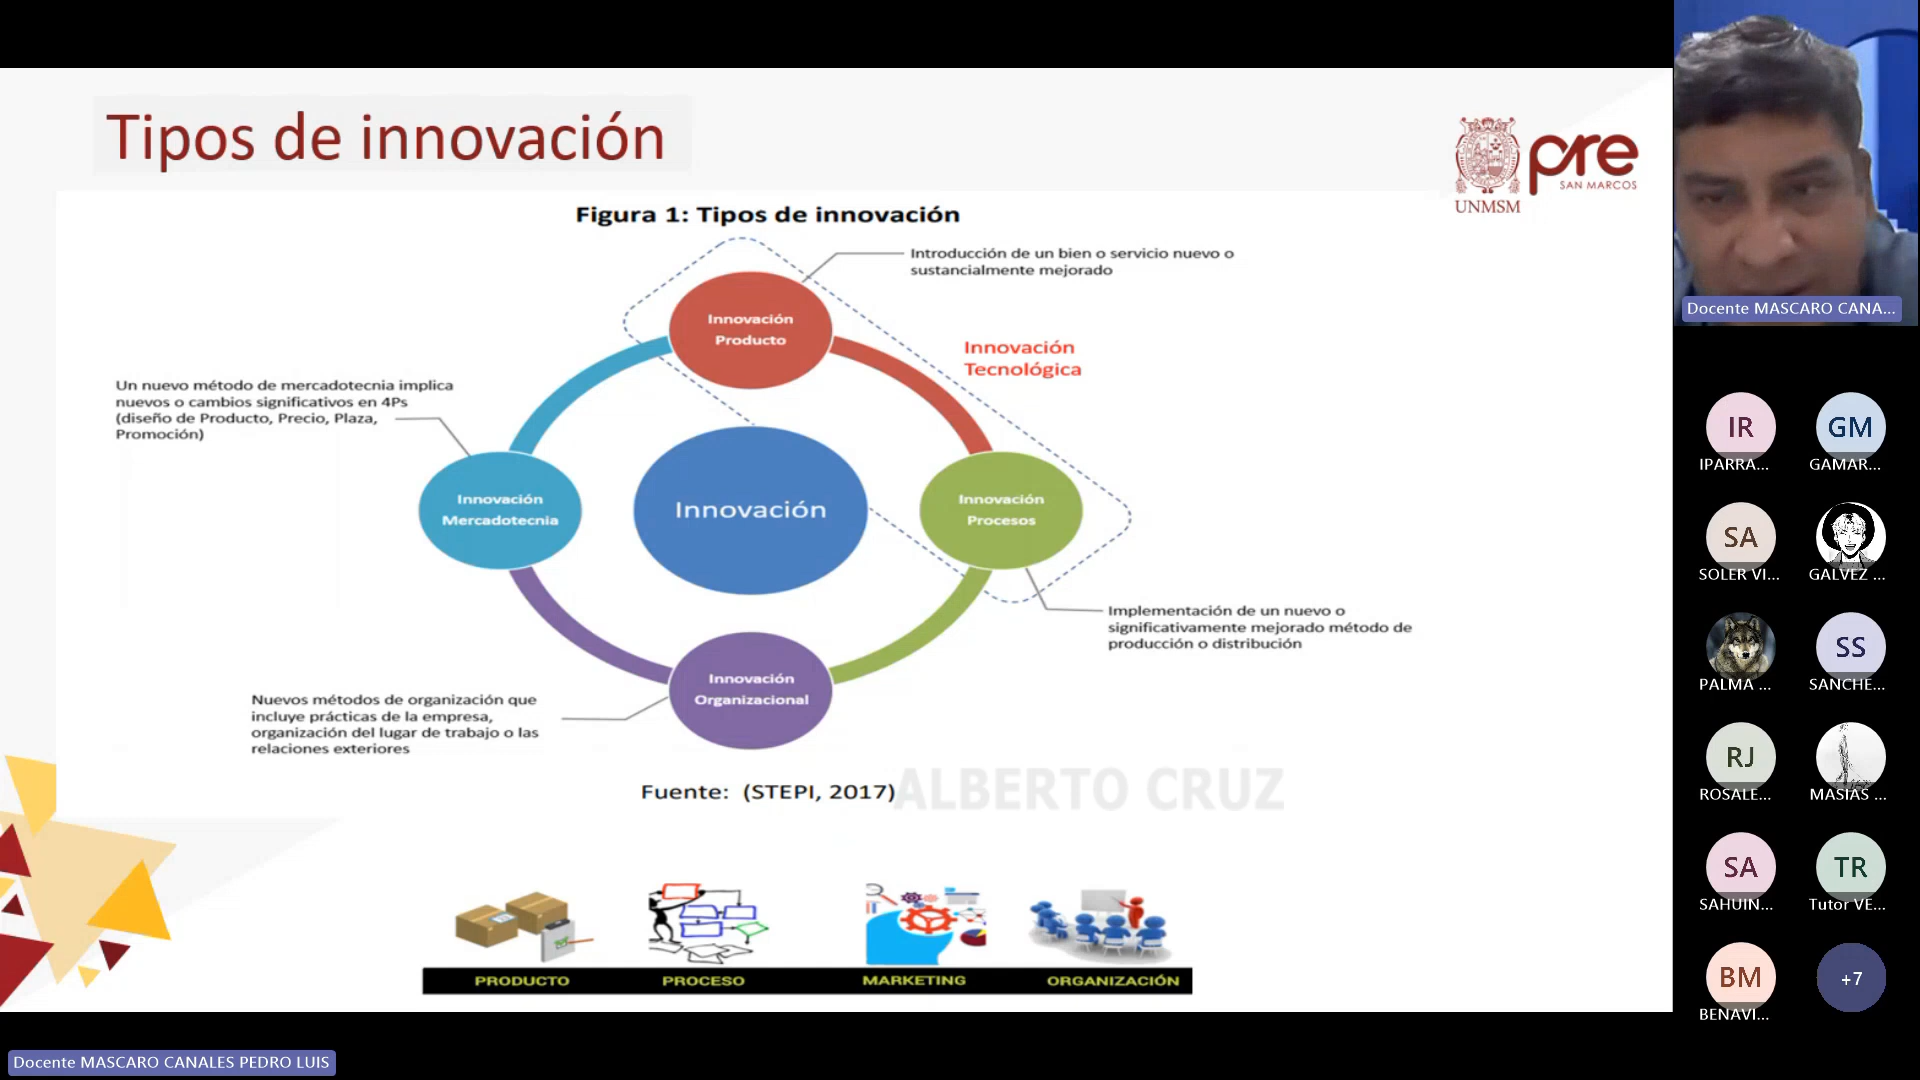 Tipos de innovación
pre
SAN MARCOS
UNMSM
Figura 1: Tipos de innovación
Introducción de un bien o servicio nuevo o
sustancialmente mejorado
Innovación
Producto
Innovación
Tecnológica
Un nuevo método de mercadotecnia implica
nuevos o cambios significativos en 4Ps
(diseño de Producto, Precio, Plaza,
Promoción)
Innovación
Mercadotecnia
Innovación
Innovación
Procesos
Implementación de un nuevo o
significativamente mejorado método de
producción o distribución
Innovación
Organizacional
Nuevos métodos de organización que
incluye prácticas de la empresa,
organización del lugar de trabajo o las
relaciones exteriores
Fuente: (STEPI, 2017)
ALBERTO CRUZ
PRODUCTO PROCESO MARKETING ORGANIZACIÓN
Docente MASCARO CANALES PEDRO LUIS
Docente MASCARO CANA...
IR GM
IPARRA... GAMAR...
SA
SOLER VI... GALVEZ ...
SS
PALMA ... SANCHE...
RJ
ROSALE... MASIAS ...
SA TR
SAHUIN... Tutor VE...
BM +7
BENAVI...